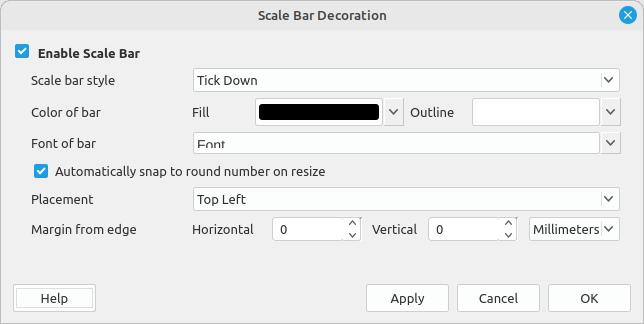 Scale Bar Decoration
Enable Scale Bar
Scale bar style Tick Down
Color of bar Fill Outline
Font of bar Font
Automatically snap to round number on resize
Placement Top Left
Margin from edge Horizontal 0 Vertical 0 Millimeters
Help Apply Cancel OK